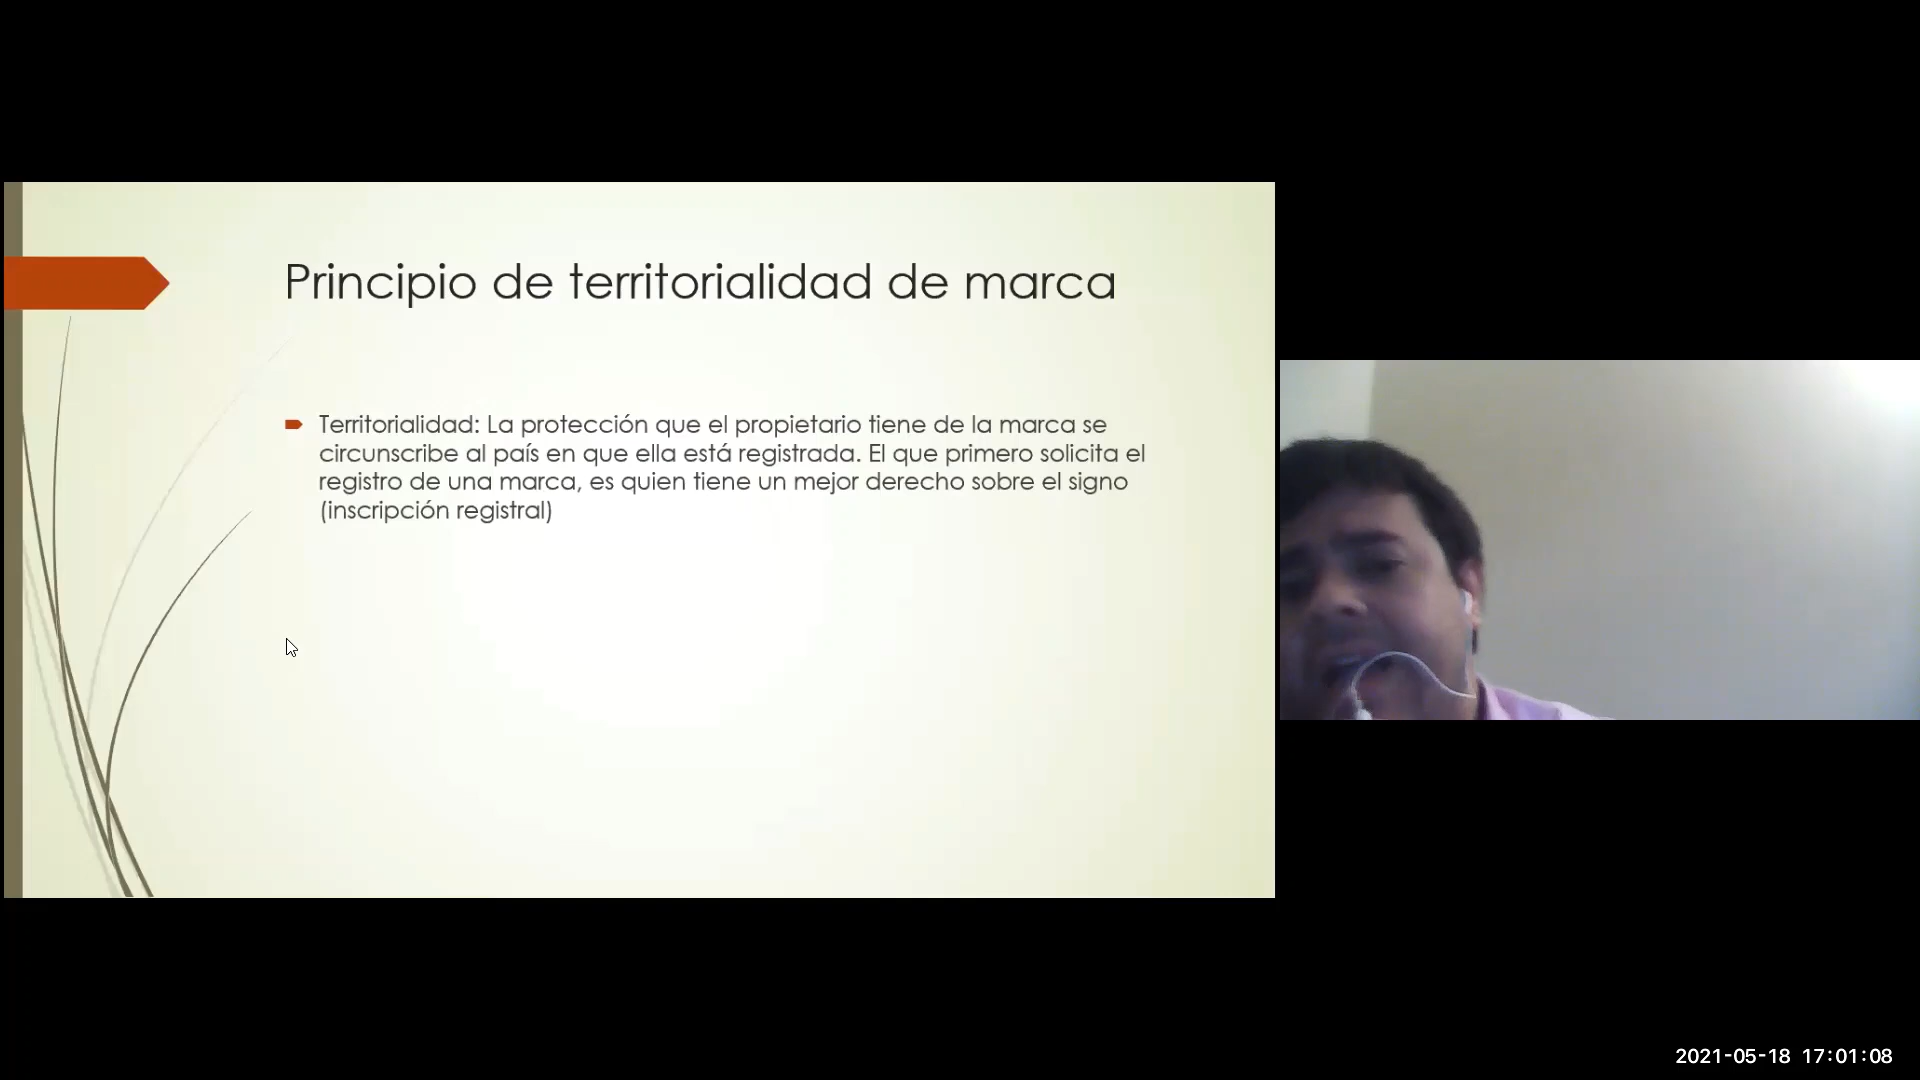 Principio de territorialidad de marca
Territorialidad: La protección que el propietario tiene de la marca se
circunscribe al país en que ella está registrada. El que primero solicita el
registro de una marca, es quien tiene un mejor derecho sobre el signo
(inscripción registral)
2021-05-18 17:01:08